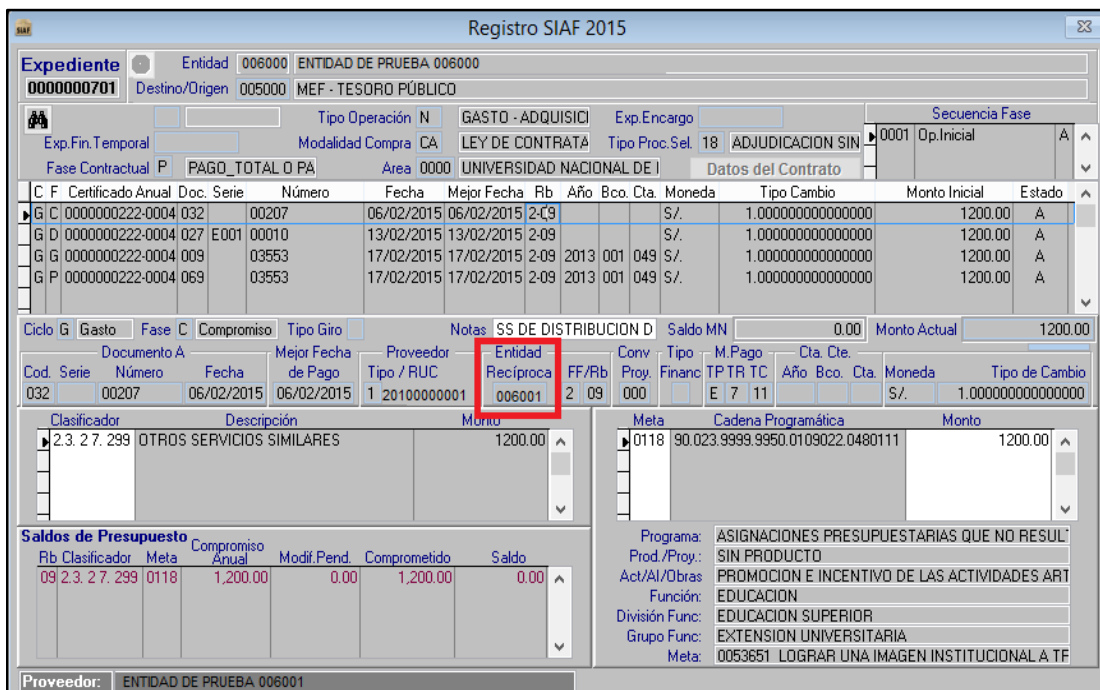 SIAF Registro SIAF 2015
Expediente Entidad 006000 ENTIDAD DE PRUEBA 006000
0000000701 Destino/Origen 005000 MEF - TESORO PÚBLICO
Tipo Operación N GASTO - ADQUISICI Exp.Encargo Secuencia Fase
Exp.Fin.Temporal Modalidad Compra CA LEY DE CONTRATA Tipo Proc.Sel. 18 ADJUDICACION SIN 0001 Op.Inicial A
Fase Contractual P PAGO_TOTAL O PA Area 0000 UNIVERSIDAD NACIONAL DE Datos del Contrato
C F Certificado Anual Doc. Serie Número Fecha Mejor Fecha Rb Año Bco. Cta. Moneda Tipo Cambio Monto Inicial Estado
G C 0000000222-0004 032 00207 06/02/2015 06/02/2015 2-09 S/. 1.000000000000000 1200.00 A
G D 0000000222-0004 027 E001 00010 13/02/2015 13/02/2015 2-09 S/. 1.000000000000000 1200.00 A
G G 0000000222-0004 009 03553 17/02/2015 17/02/2015 2-09 2013 001 049 S/. 1.000000000000000 1200.00 A
G P 0000000222-0004 069 03553 17/02/2015 17/02/2015 2-09 2013 001 049 S/. 1.000000000000000 1200.00 A
Ciclo G Gasto Fase C Compromiso Tipo Giro Notas SS DE DISTRIBUCION D Saldo MN 0.00 Monto Actual 1200.00
Documento A Mejor Fecha Proveedor Entidad Conv Tipo M.Pago Cta. Cte.
Cod. Serie Número Fecha de Pago Tipo / RUC Recíproca FF/Rb Proy. Financ TP TR TC Año Bco. Cta. Moneda Tipo de Cambio
032 00207 06/02/2015 06/02/2015 1 20100000001 006001 2 09 000 E 7 11 S/. 1.000000000000000
Clasificador Descripción Monto
2.3. 2 7. 299 OTROS SERVICIOS SIMILARES 1200.00
Meta Cadena Programática Monto
0118 90.023.9999.9950.0109022.0480111 1200.00
Saldos de Presupuesto
Rb Clasificador Meta Compromiso Anual Modif.Pend. Comprometido Saldo
09 2.3. 2 7. 299 0118 1,200.00 0.00 1,200.00 0.00
Programa: ASIGNACIONES PRESUPUESTARIAS QUE NO RESUL
Prod./Proy.: SIN PRODUCTO
Act/AI/Obras PROMOCION E INCENTIVO DE LAS ACTIVIDADES ART
Función: EDUCACION
División Func: EDUCACION SUPERIOR
Grupo Func: EXTENSION UNIVERSITARIA
Meta: 0053651 LOGRAR UNA IMAGEN INSTITUCIONAL A TF
Proveedor: ENTIDAD DE PRUEBA 006001